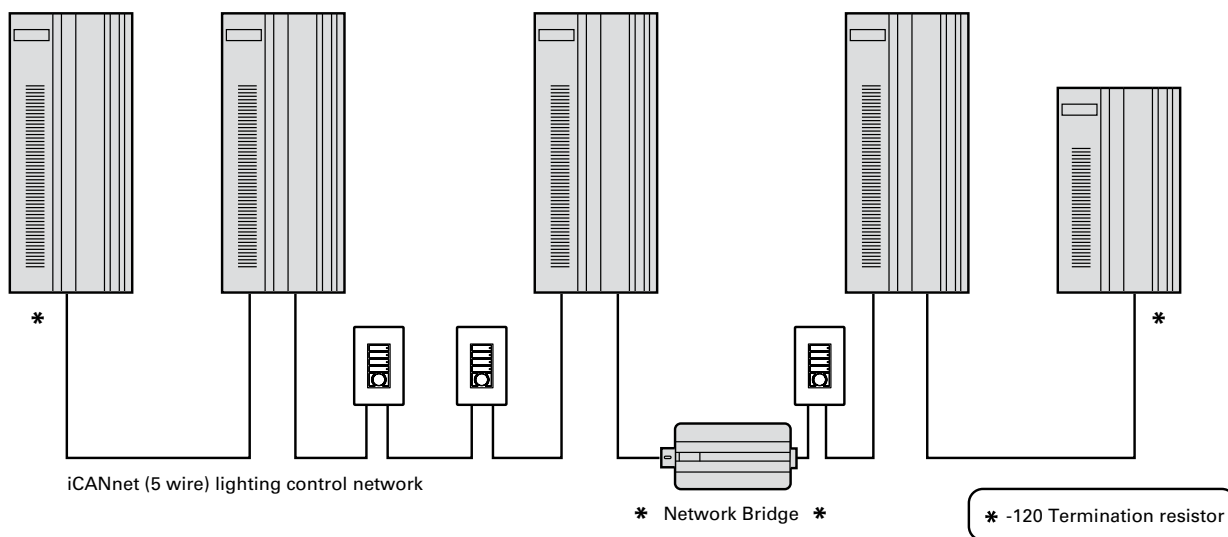 *
*
iCANnet (5 wire) lighting control network
* Network Bridge *
* -120 Termination resistor